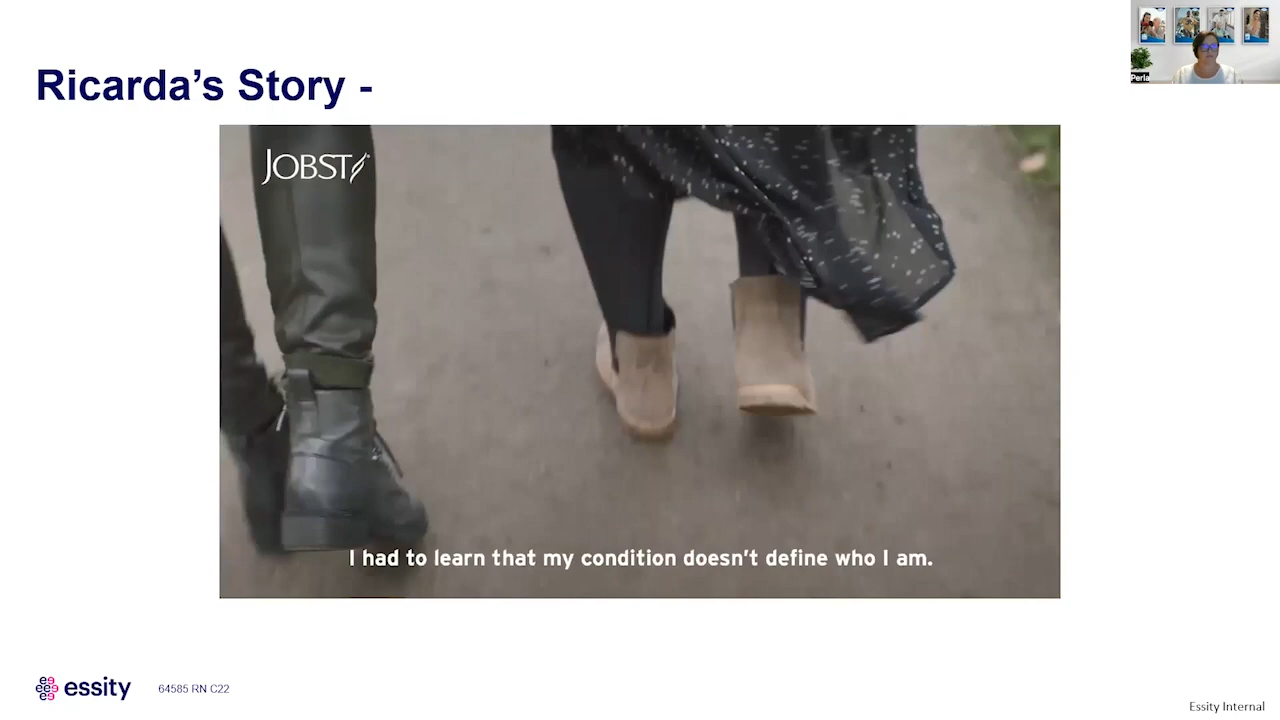 Perla
Ricarda's Story -
JOBST
I had to learn that my condition doesn't define who I am.
essity
64585 RN C22
Essity Internal